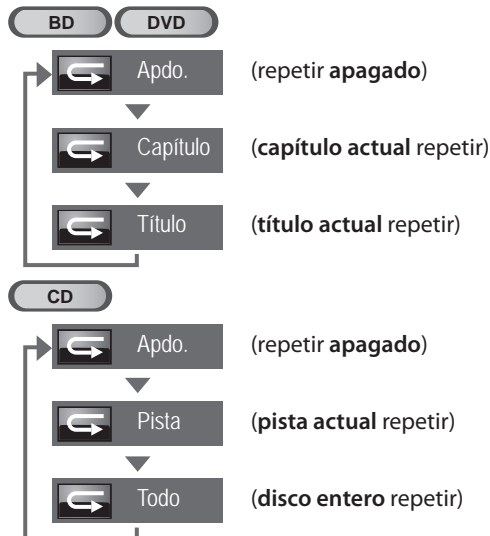 BD DVD
Apdo. (repetir apagado)
Capítulo (capítulo actual repetir)
Título (título actual repetir)
CD
Apdo. (repetir apagado)
Pista (pista actual repetir)
Todo (disco entero repetir)